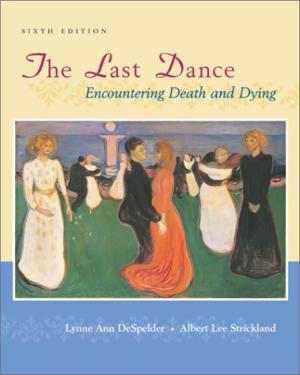 SIXTH EDITION
The Last Dance
Encountering Death and Dying
Lynne Ann DeSpelder • Albert Lee Strickland